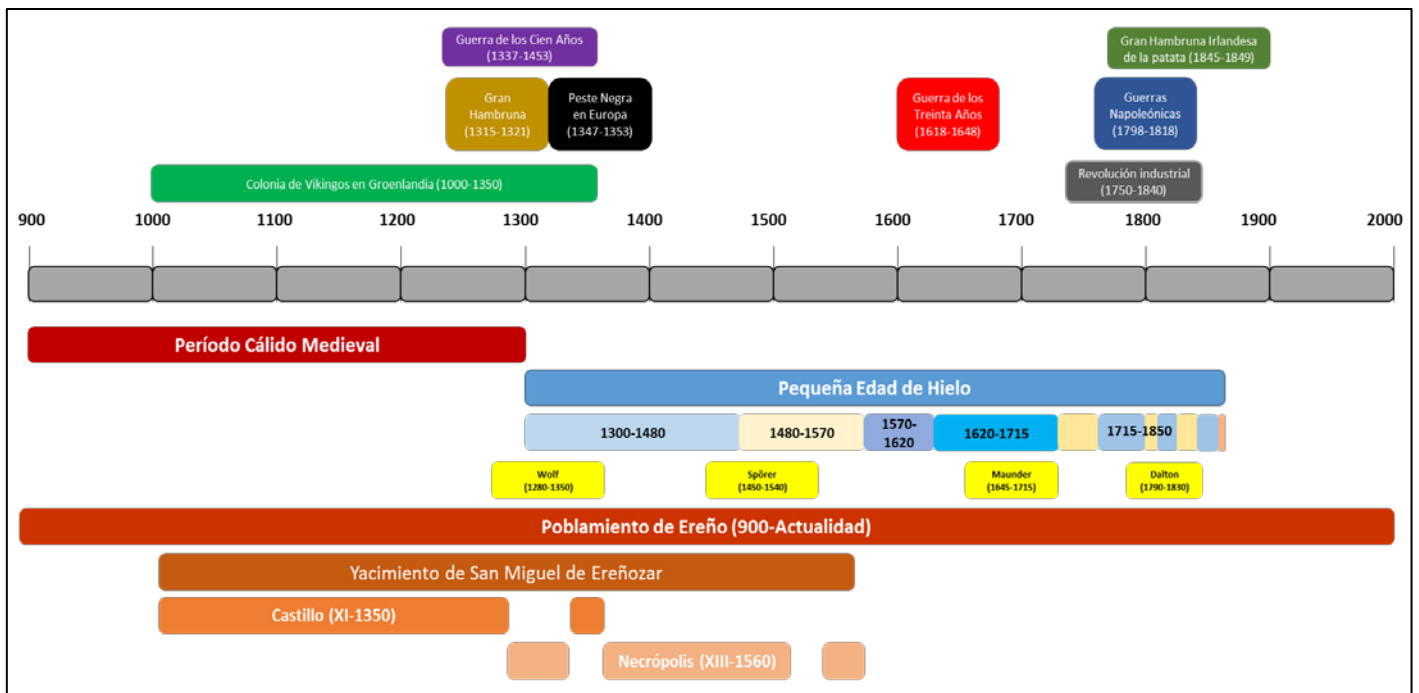 Guerra de los Cien Años
(1337-1453)
Gran Hambruna Irlandesa
de la patata (1845-1849)
Gran
Hambruna
(1315-1321)
Peste Negra
en Europa
(1347-1353)
Guerra de los
Treinta Años
(1618-1648)
Guerras
Napoleónicas
(1798-1818)
Colonia de Vikingos en Groenlandia (1000-1350)
Revolución industrial
(1750-1840)
900 1000 1100 1200 1300 1400 1500 1600 1700 1800 1900 2000
Período Cálido Medieval
Pequeña Edad de Hielo
1300-1480
1480-1570
1570-
1620
1620-1715
1715-1850
Wolf
(1280-1350)
Spörer
(1450-1540)
Maunder
(1645-1715)
Dalton
(1790-1830)
Poblamiento de Ereño (900-Actualidad)
Yacimiento de San Miguel de Ereñozar
Castillo (XI-1350)
Necrópolis (XIII-1560)